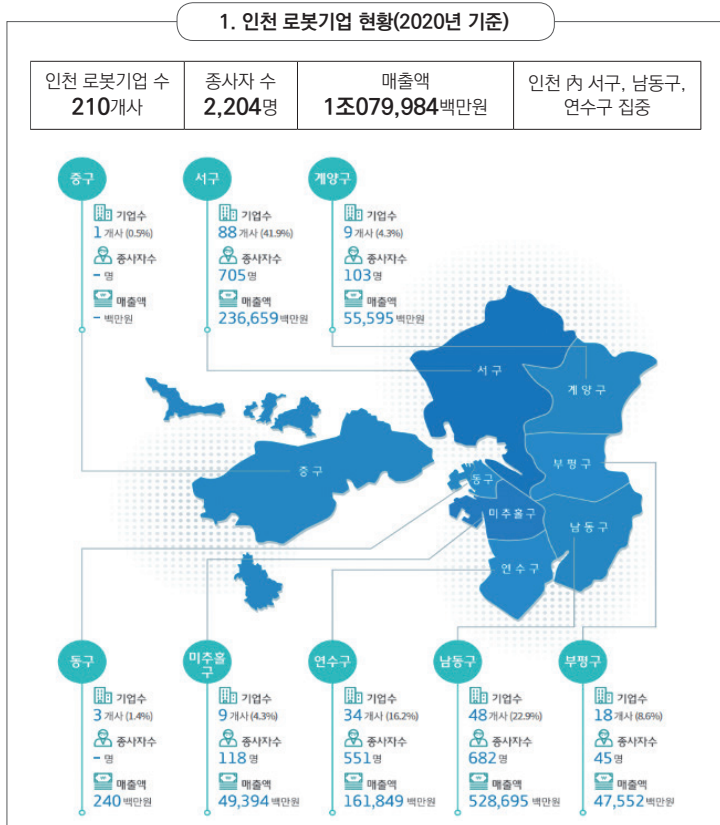 1. 인천 로봇기업 현황(2020년 기준)
인천 로봇기업 수
210개사
종사자 수
2,204명
매출액
1조079,984백만원
인천 內 서구, 남동구,
연수구 집중
중구
기업수
1개사 (0.5%)
종사자수
- 명
매출액
- 백만원
서구
기업수
88개사 (41.9%)
종사자수
705명
매출액
236,659백만원
계양구
기업수
9개사 (4.3%)
종사자수
103명
매출액
55,595백만원
서구
계양구
중구
부평구
동구
미추홀구
남동구
연수구
동구
기업수
3개사 (1.4%)
종사자수
- 명
매출액
240 백만원
미추홀
구
기업수
9개사 (4.3%)
종사자수
118명
매출액
49,394 백만원
연수구
기업수
34개사 (16.2%)
종사자수
551명
매출액
161,849 백만원
남동구
기업수
48개사 (22.9%)
종사자수
682명
매출액
528,695 백만원
부평구
기업수
18개사 (8.6%)
종사자수
45명
매출액
47,552 백만원